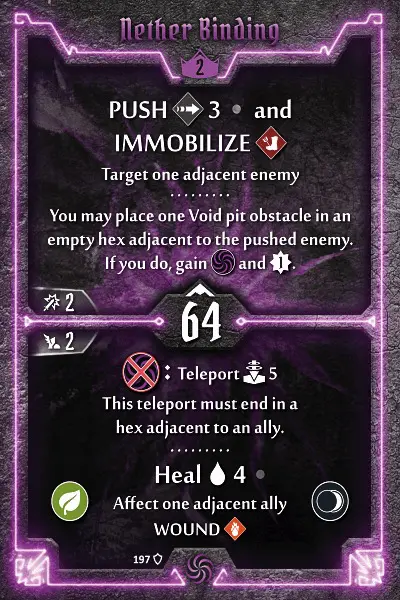 Nether Binding
2
PUSH 3 and
IMMOBILIZE
Target one adjacent enemy
You may place one Void pit obstacle in an
empty hex adjacent to the pushed enemy.
If you do, gain and 1.
2
64
2
: Teleport 5
This teleport must end in a
hex adjacent to an ally.
Heal 4
Affect one adjacent ally
WOUND
197